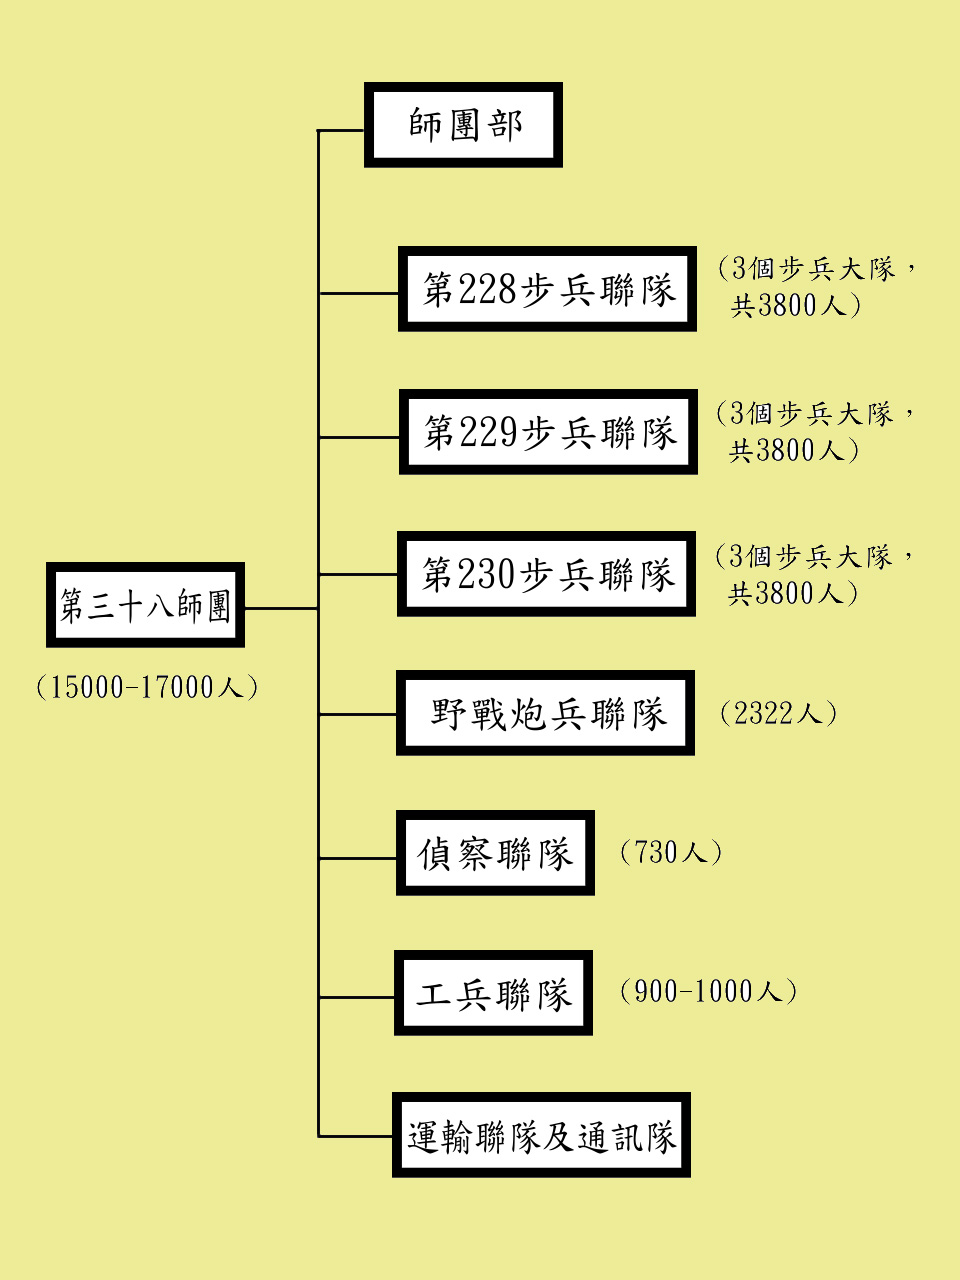 師團部
第228步兵聯隊
（3個步兵大隊，
共3800人）
第229步兵聯隊
（3個步兵大隊，
共3800人）
第230步兵聯隊
（3個步兵大隊，
共3800人）
第三十八師團
（15000-17000人）
野戰炮兵聯隊
（2322人）
偵察聯隊
（730人）
工兵聯隊
（900-1000人）
運輸聯隊及通訊隊